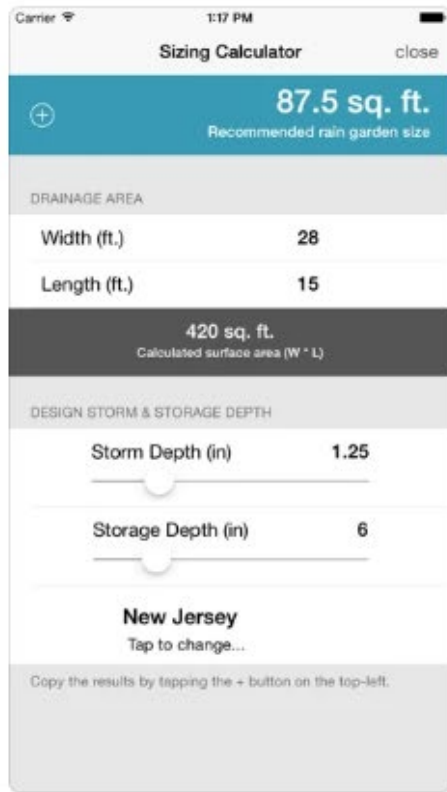 Carrier 1:17 PM
Sizing Calculator close
87.5 sq. ft.
Recommended rain garden size
DRAINAGE AREA
Width (ft.) 28
Length (ft.) 15
420 sq. ft.
Calculated surface area (W * L)
DESIGN STORM & STORAGE DEPTH
Storm Depth (in) 1.25
Storage Depth (in) 6
New Jersey
Tap to change...
Copy the results by tapping the + button on the top-left.